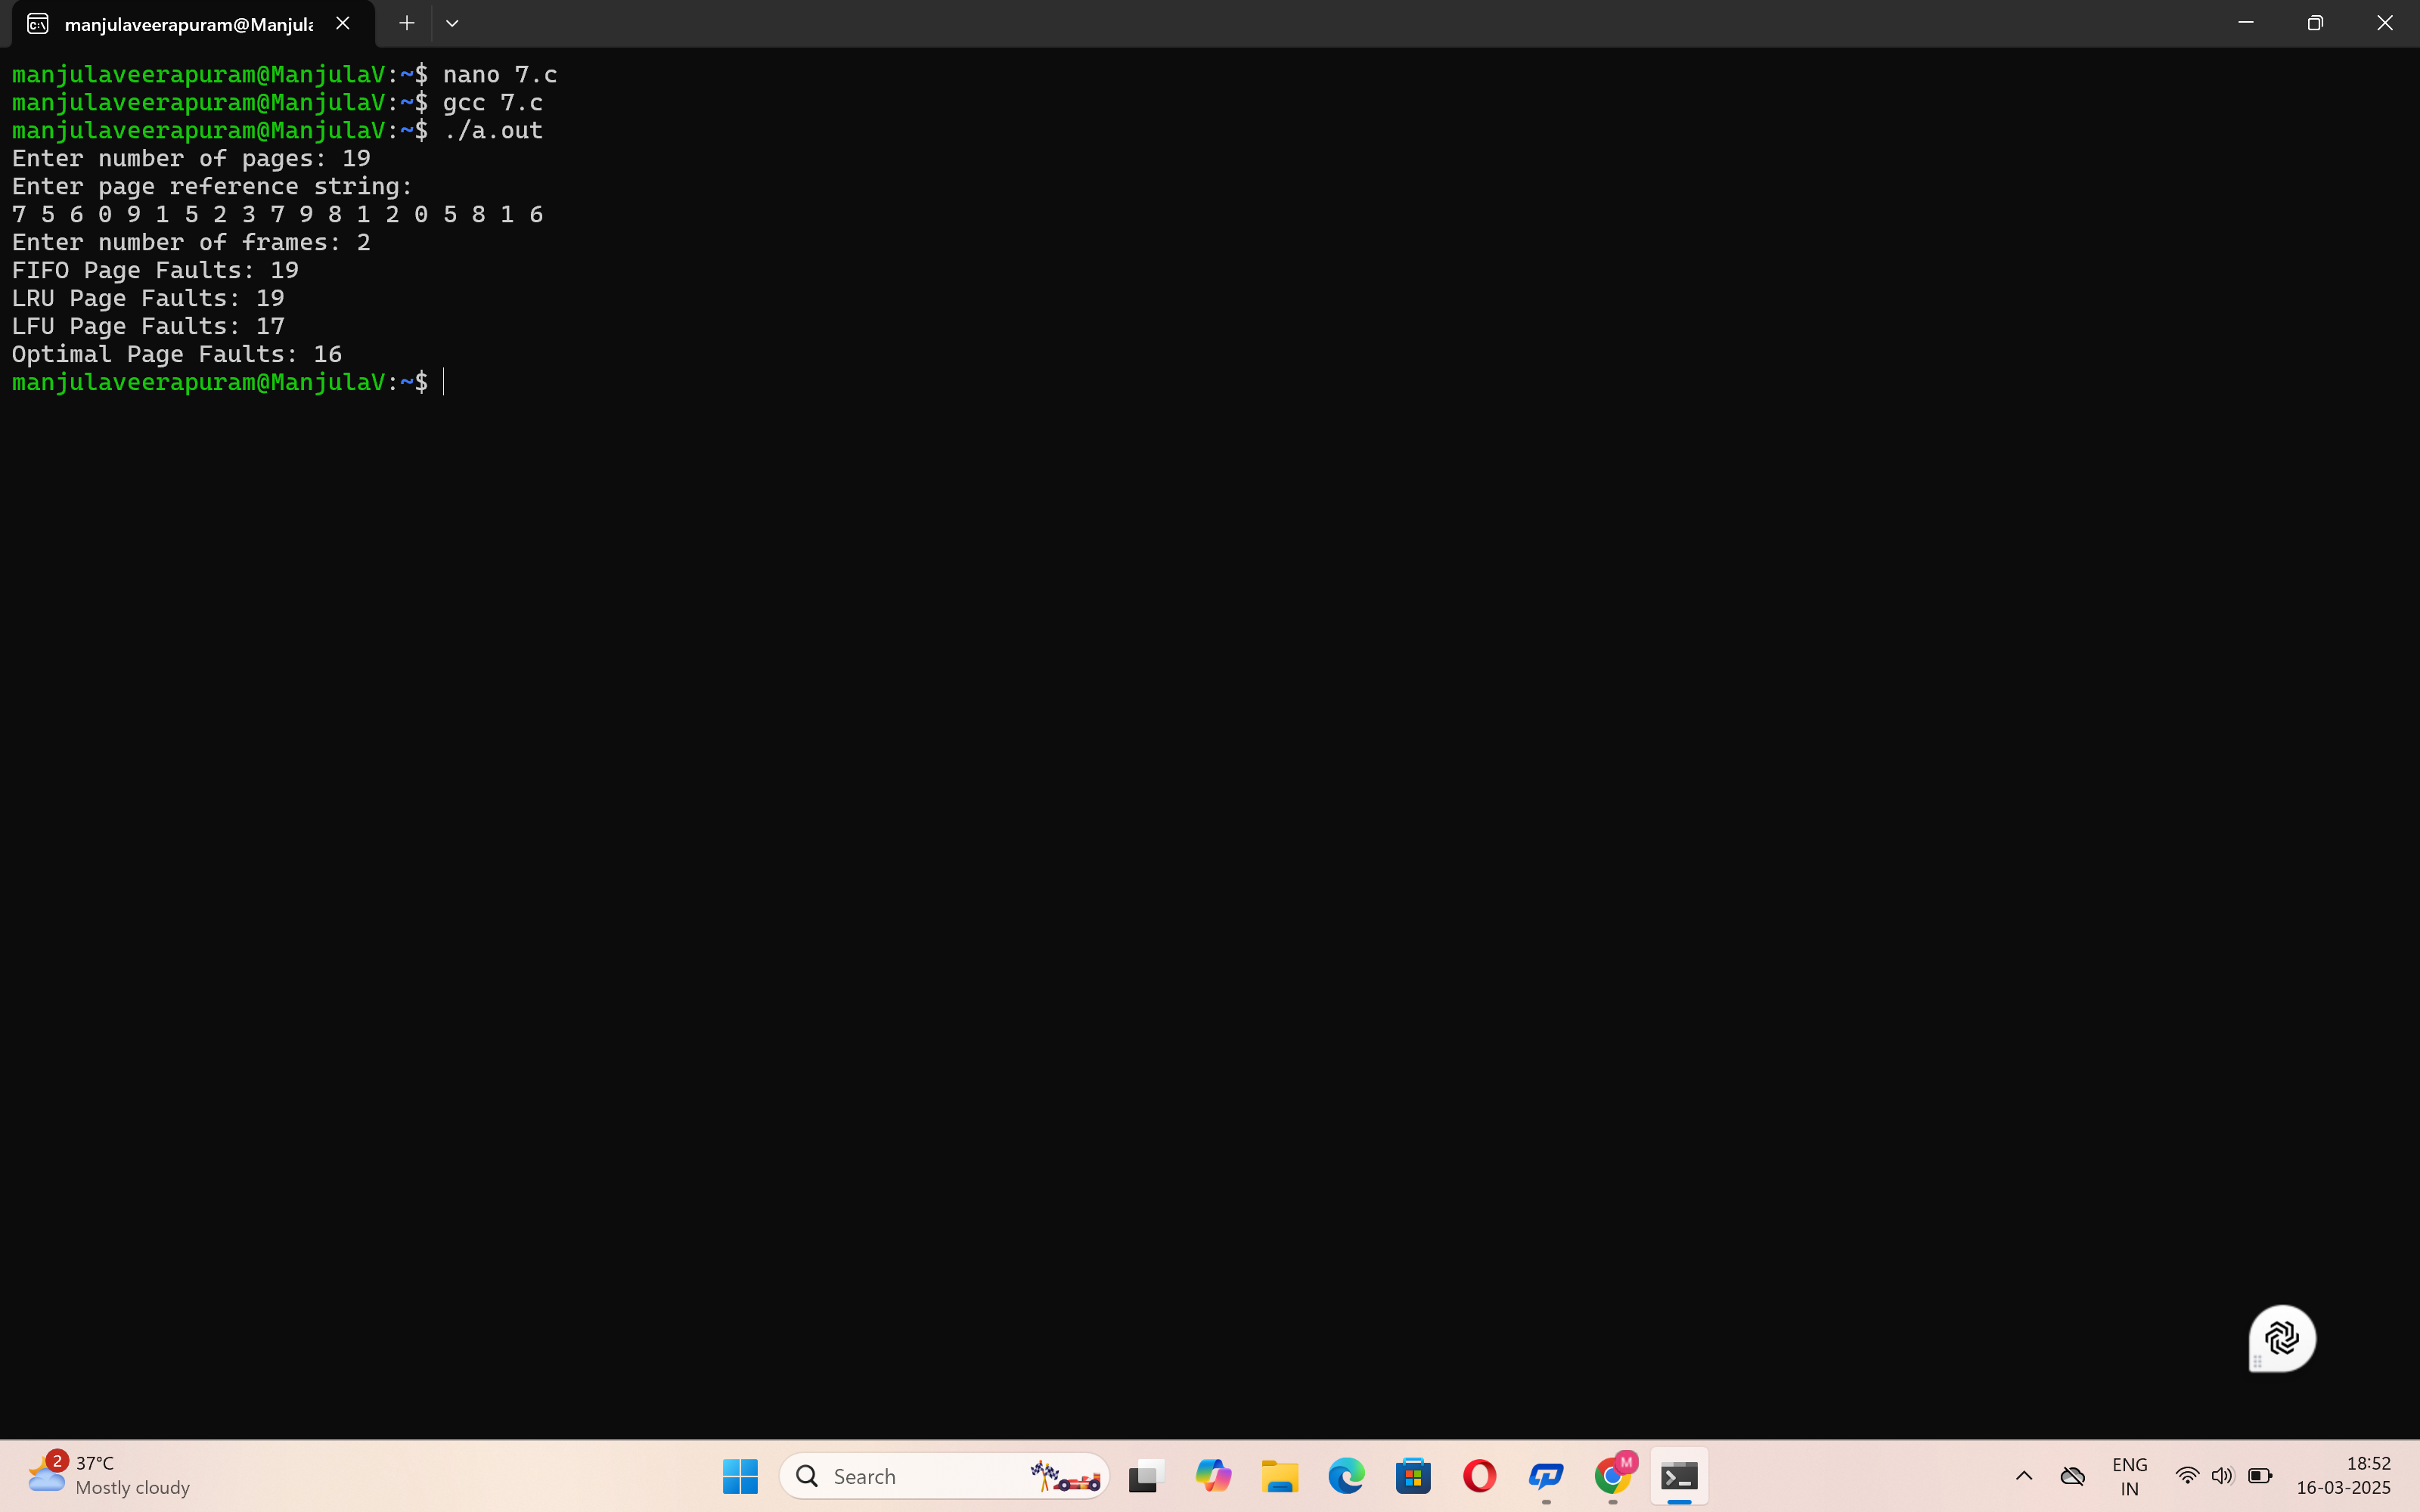 manjulaveerapuram@Manjula
manjulaveerapuram@ManjulaV:~$ nano 7.c
manjulaveerapuram@ManjulaV:~$ gcc 7.c
manjulaveerapuram@ManjulaV:~$ ./a.out
Enter number of pages: 19
Enter page reference string:
7 5 6 0 9 1 5 2 3 7 9 8 1 2 0 5 8 1 6
Enter number of frames: 2
FIFO Page Faults: 19
LRU Page Faults: 19
LFU Page Faults: 17
Optimal Page Faults: 16
manjulaveerapuram@ManjulaV:~$
2
37°C
Mostly cloudy
Search
M
ENG
IN
18:52
16-03-2025